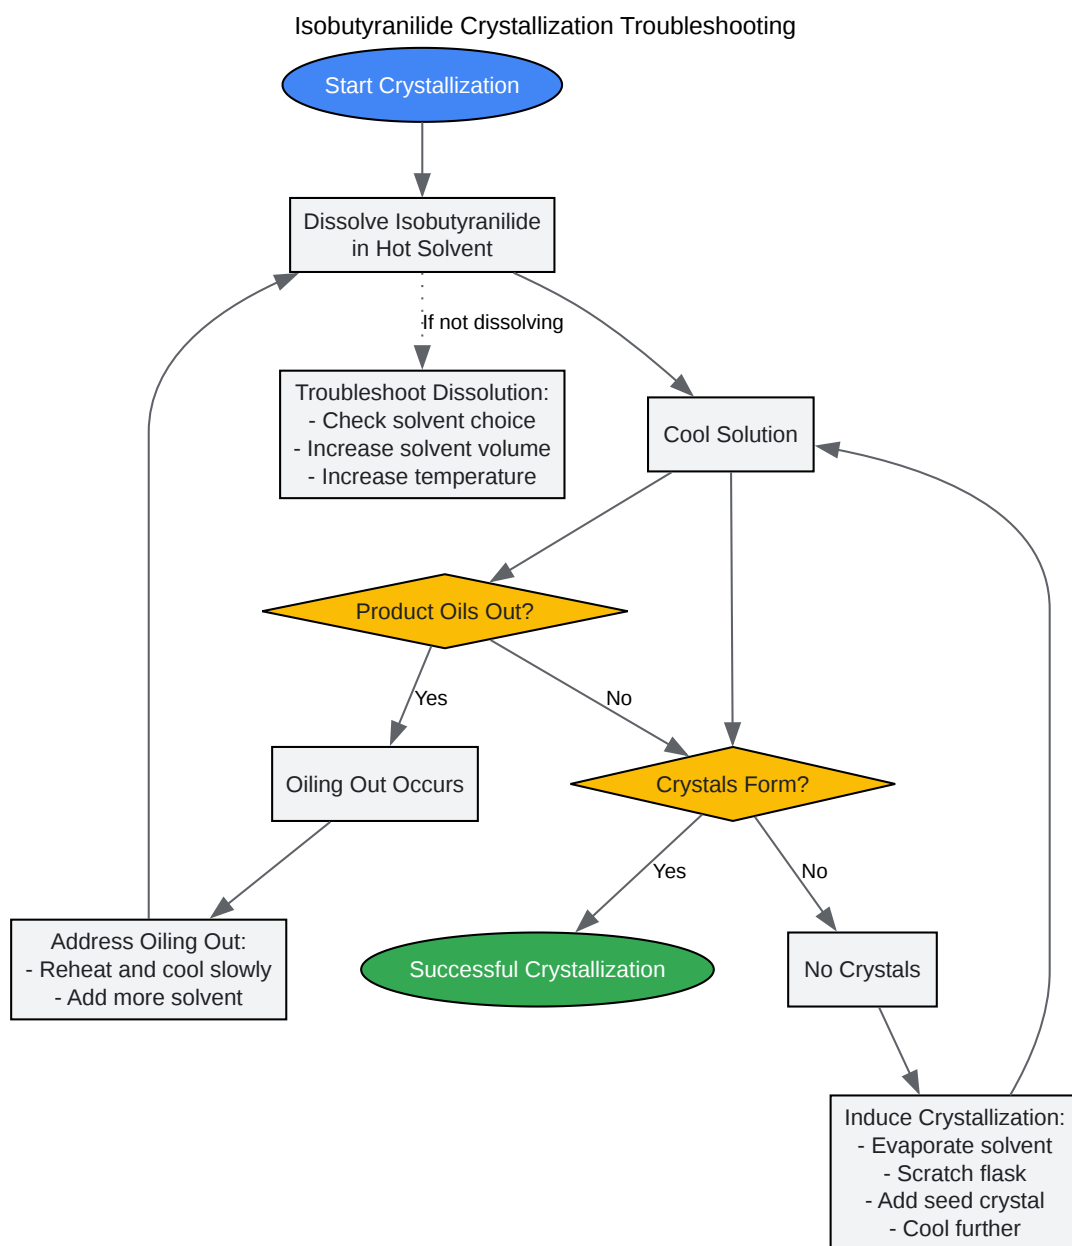 Isobutyranilide Crystallization Troubleshooting
Start Crystallization
Dissolve Isobutyranilide
in Hot Solvent
If not dissolving
Troubleshoot Dissolution:
- Check solvent choice
- Increase solvent volume
- Increase temperature
Cool Solution
Product Oils Out?
Yes
No
Oiling Out Occurs
Crystals Form?
Yes
No
Address Oiling Out:
- Reheat and cool slowly
- Add more solvent
Successful Crystallization
No Crystals
Induce Crystallization:
- Evaporate solvent
- Scratch flask
- Add seed crystal
- Cool further